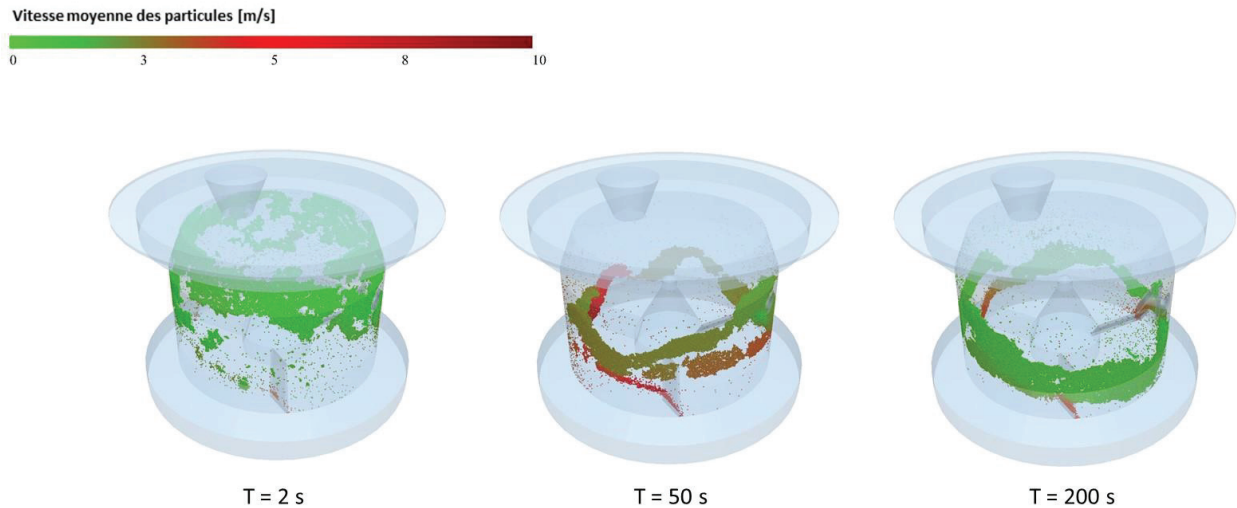 Vitesse moyenne des particules [m/s]
0 3 5 8 10
T = 2 s T = 50 s T = 200 s